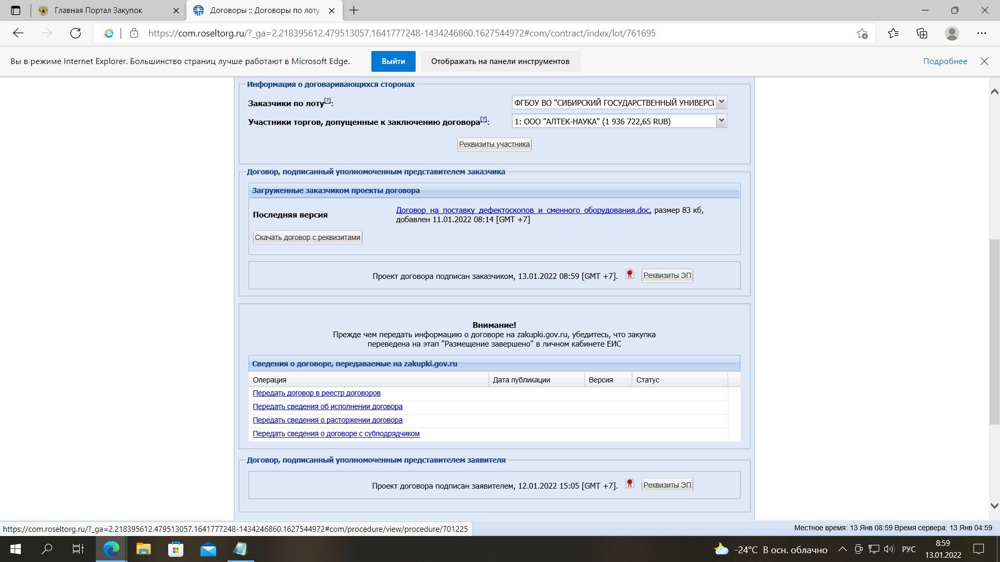 Главная Портал Закупок
Договоры :: Договоры по лоту
https://com.roseltorg.ru/?_ga=2.218395612.479513057.1641777248-1434246860.1627544972#com/contract/index/lot/761695
Вы в режиме Internet Explorer. Большинство страниц лучше работают в Microsoft Edge.
Выйти
Отображать на панели инструментов
Подробнее
Информация о договаривающихся сторонах
Заказчики по лоту[?]:
ФГБОУ ВО "СИБИРСКИЙ ГОСУДАРСТВЕННЫЙ УНИВЕРСИ
Участники торгов, допущенные к заключению договора[?]:
1: ООО "АЛТЕК-НАУКА" (1 936 722,65 RUB)
Реквизиты участника
Договор, подписанный уполномоченным представителем заказчика
Загруженные заказчиком проекты договора
Последняя версия
Договор_на_поставку_дефектоскопов_и_сменного_оборудования.doc, размер 83 кб,
добавлен 11.01.2022 08:14 [GMT +7]
Скачать договор с реквизитами
Проект договора подписан заказчиком, 13.01.2022 08:59 [GMT +7].
Реквизиты ЭП
Внимание!
Прежде чем передать информацию о договоре на zakupki.gov.ru, убедитесь, что закупка
переведена на этап "Размещение завершено" в личном кабинете ЕИС
Сведения о договоре, передаваемые на zakupki.gov.ru
Операция Дата публикации Версия Статус
Передать договор в реестр договоров
Передать сведения об исполнении договора
Передать сведения о расторжении договора
Передать сведения о договоре с субподрядчиком
Договор, подписанный уполномоченным представителем заявителя
Проект договора подписан заявителем, 12.01.2022 15:05 [GMT +7].
Реквизиты ЭП
https://com.roseltorg.ru/?_ga=2.218395612.479513057.1641777248-1434246860.1627544972#com/procedure/view/procedure/701225
Местное время: 13 Янв 08:59 Время сервера: 13 Янв 04:59
-24°C В осн. облачно
РУС
8:59
13.01.2022